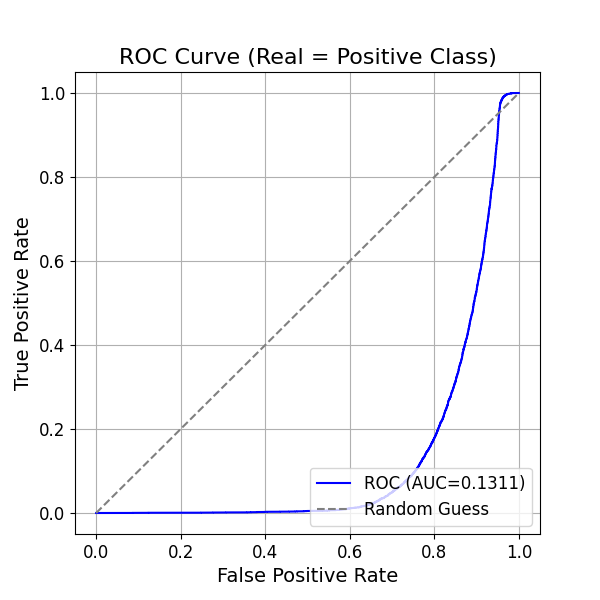 ROC Curve (Real = Positive Class)
True Positive Rate
1.0
0.8
0.6
0.4
0.2
0.0
ROC (AUC=0.1311)
Random Guess
0.0 0.2 0.4 0.6 0.8 1.0
False Positive Rate